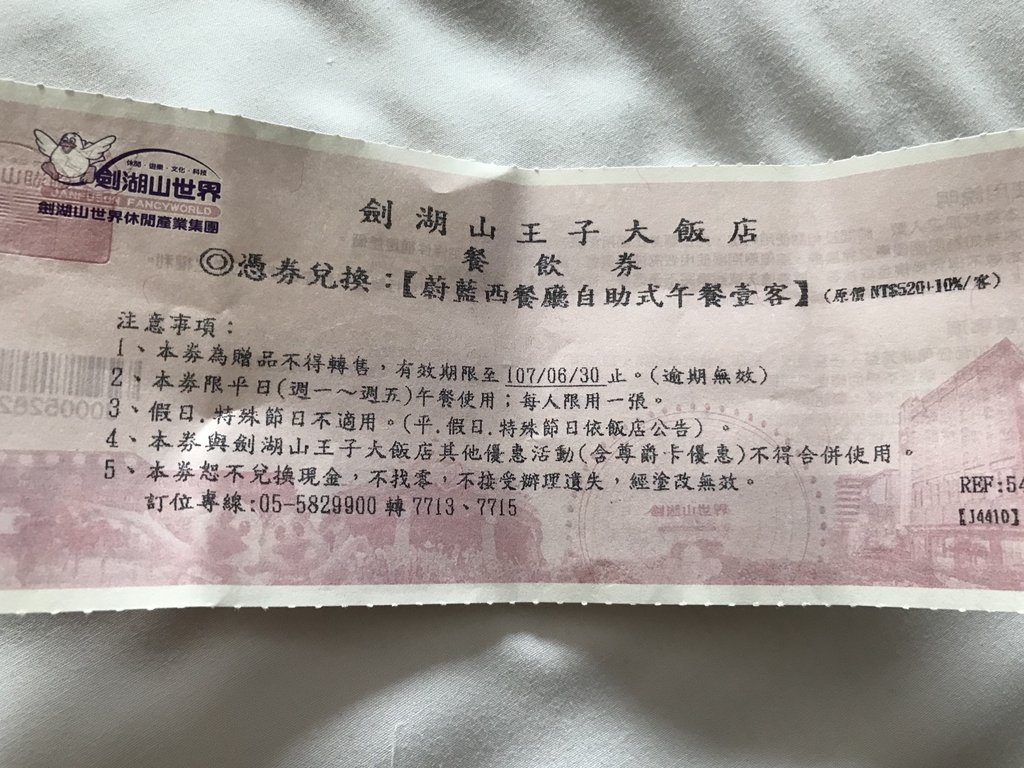 休閒・遊樂・文化・科技
劍湖山世界
JANFUSUN FANCYWORLD
劍湖山世界休閒產業集團
劍湖山王子大飯店
餐飲券
◎憑券兌換：【蔚藍西餐廳自助式午餐壹客】(原價 NT$520+10%/客)
注意事項：
1、本券為贈品不得轉售，有效期限至 107/06/30 止。(逾期無效)
2、本券限平日(週一～週五)午餐使用；每人限用一張。
3、假日.特殊節日不適用。(平.假日.特殊節日依飯店公告)。
4、本券與劍湖山王子大飯店其他優惠活動(含尊爵卡優惠)不得合併使用。
5、本券恕不兌換現金，不找零，不接受辦理遺失，經塗改無效。
訂位專線:05-5829900 轉 7713、7715
REF:54
【J4410】